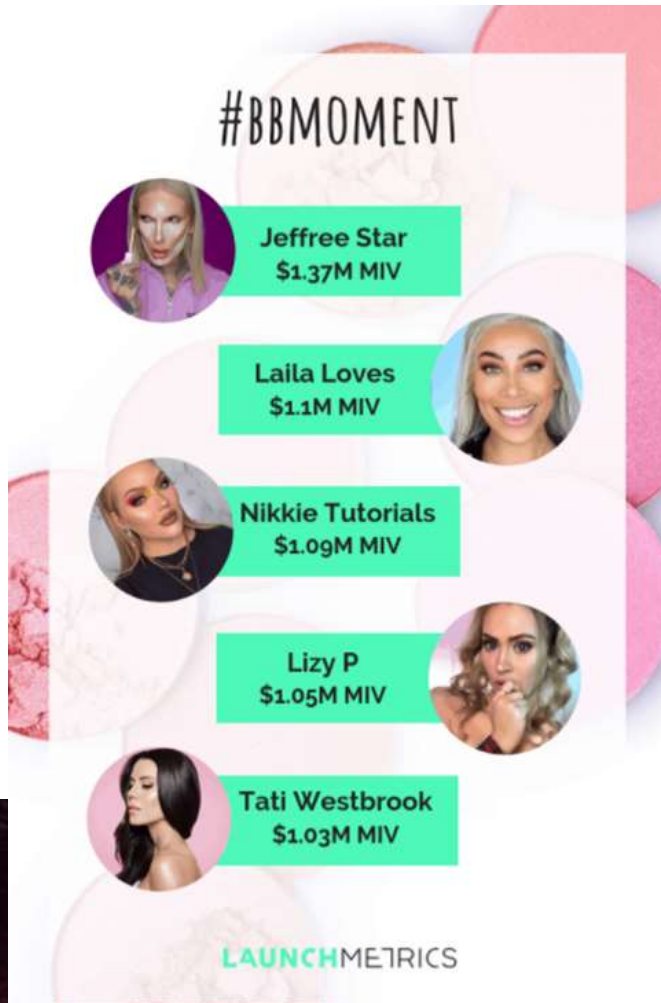 #BBMOMENT
Jeffree Star
$1.37M MIV
Laila Loves
$1.1M MIV
Nikkie Tutorials
$1.09M MIV
Lizy P
$1.05M MIV
Tati Westbrook
$1.03M MIV
LAUNCHMETRICS